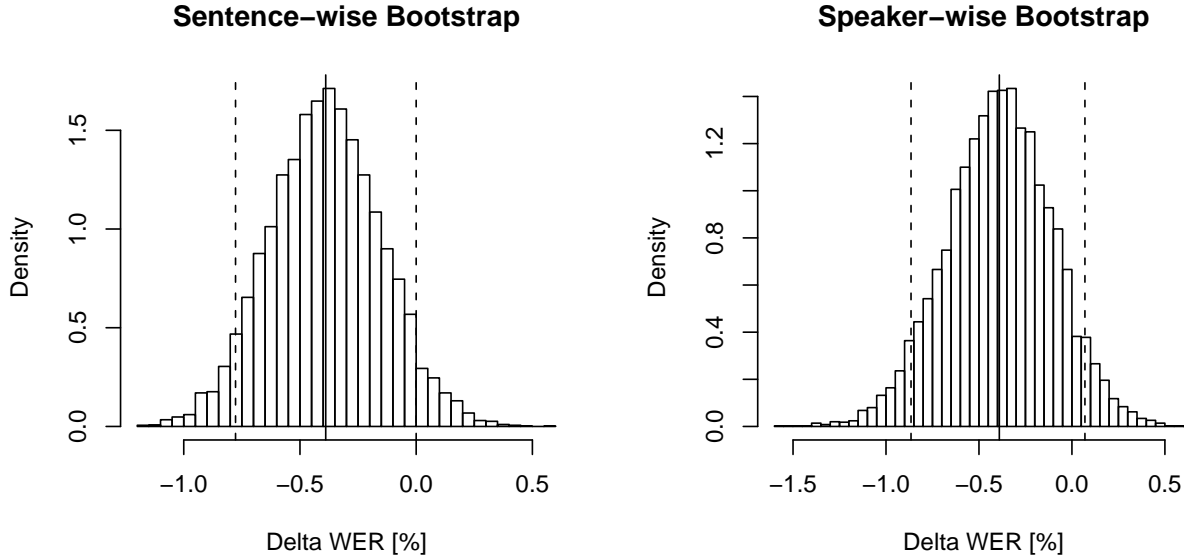 Sentence−wise Bootstrap
Density
1.5
1.0
0.5
0.0
−1.0 −0.5 0.0 0.5
Delta WER [%]
Speaker−wise Bootstrap
Density
1.2
0.8
0.4
0.0
−1.5 −1.0 −0.5 0.0 0.5
Delta WER [%]